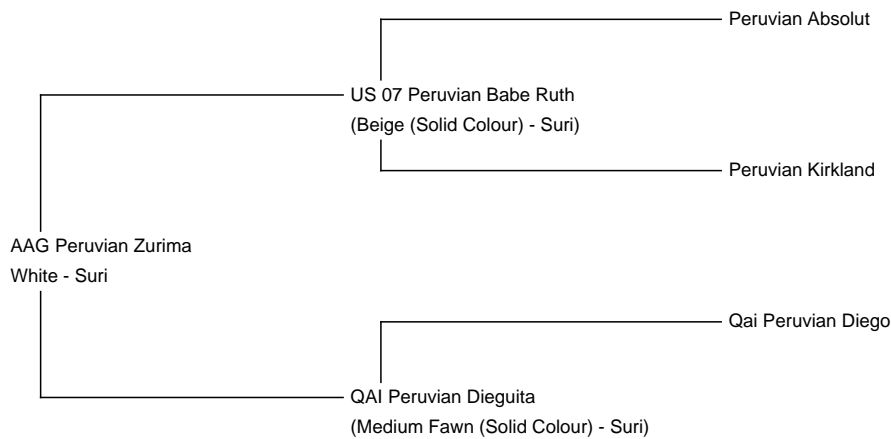 Peruvian Absolut
US 07 Peruvian Babe Ruth
(Beige (Solid Colour) - Suri)
Peruvian Kirkland
AAG Peruvian Zurima
White - Suri
Qai Peruvian Diego
QAI Peruvian Dieguita
(Medium Fawn (Solid Colour) - Suri)